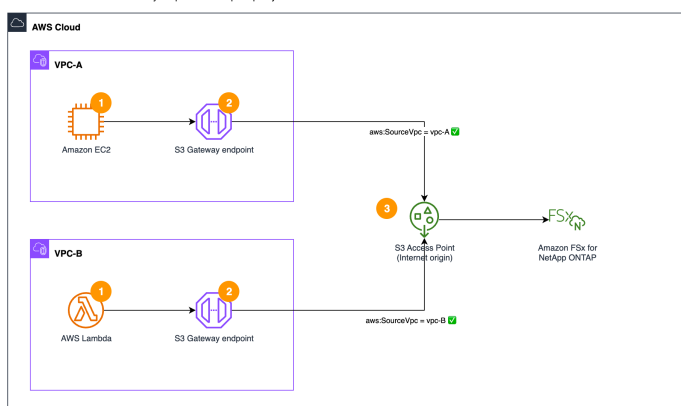 AWS Cloud
VPC-A
1
2
Amazon EC2
S3 Gateway endpoint
aws:SourceVpc = vpc-A ✅
3
FSx
N
S3 Access Point
(Internet origin)
Amazon FSx for
NetApp ONTAP
VPC-B
1
2
AWS Lambda
S3 Gateway endpoint
aws:SourceVpc = vpc-B ✅